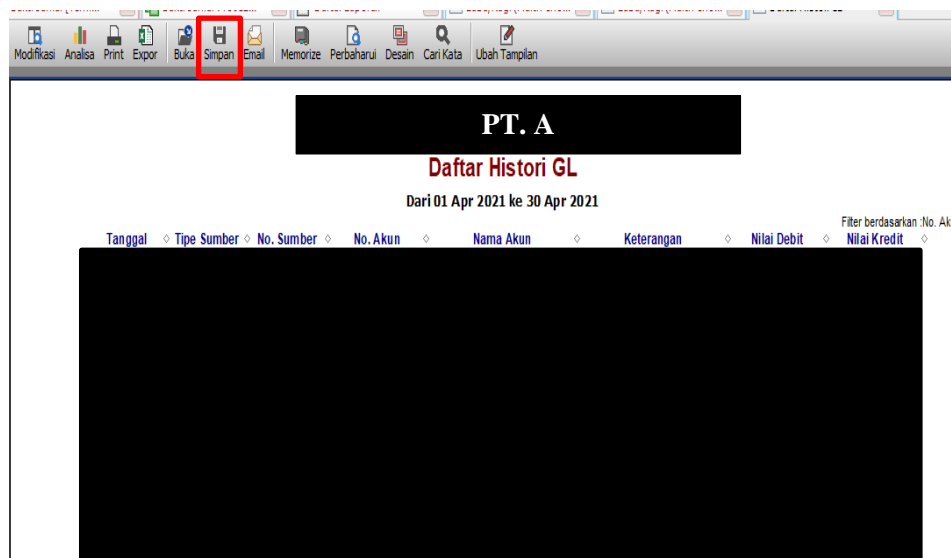 Modifikasi Analisa Print Expor Buka Simpan Email Memorize Perbaharui Desain Cari Kata Ubah Tampilan
PT. A
Daftar Histori GL
Dari 01 Apr 2021 ke 30 Apr 2021
Filter berdasarkan :No. Ak
Tanggal Tipe Sumber No. Sumber No. Akun Nama Akun Keterangan Nilai Debit Nilai Kredit